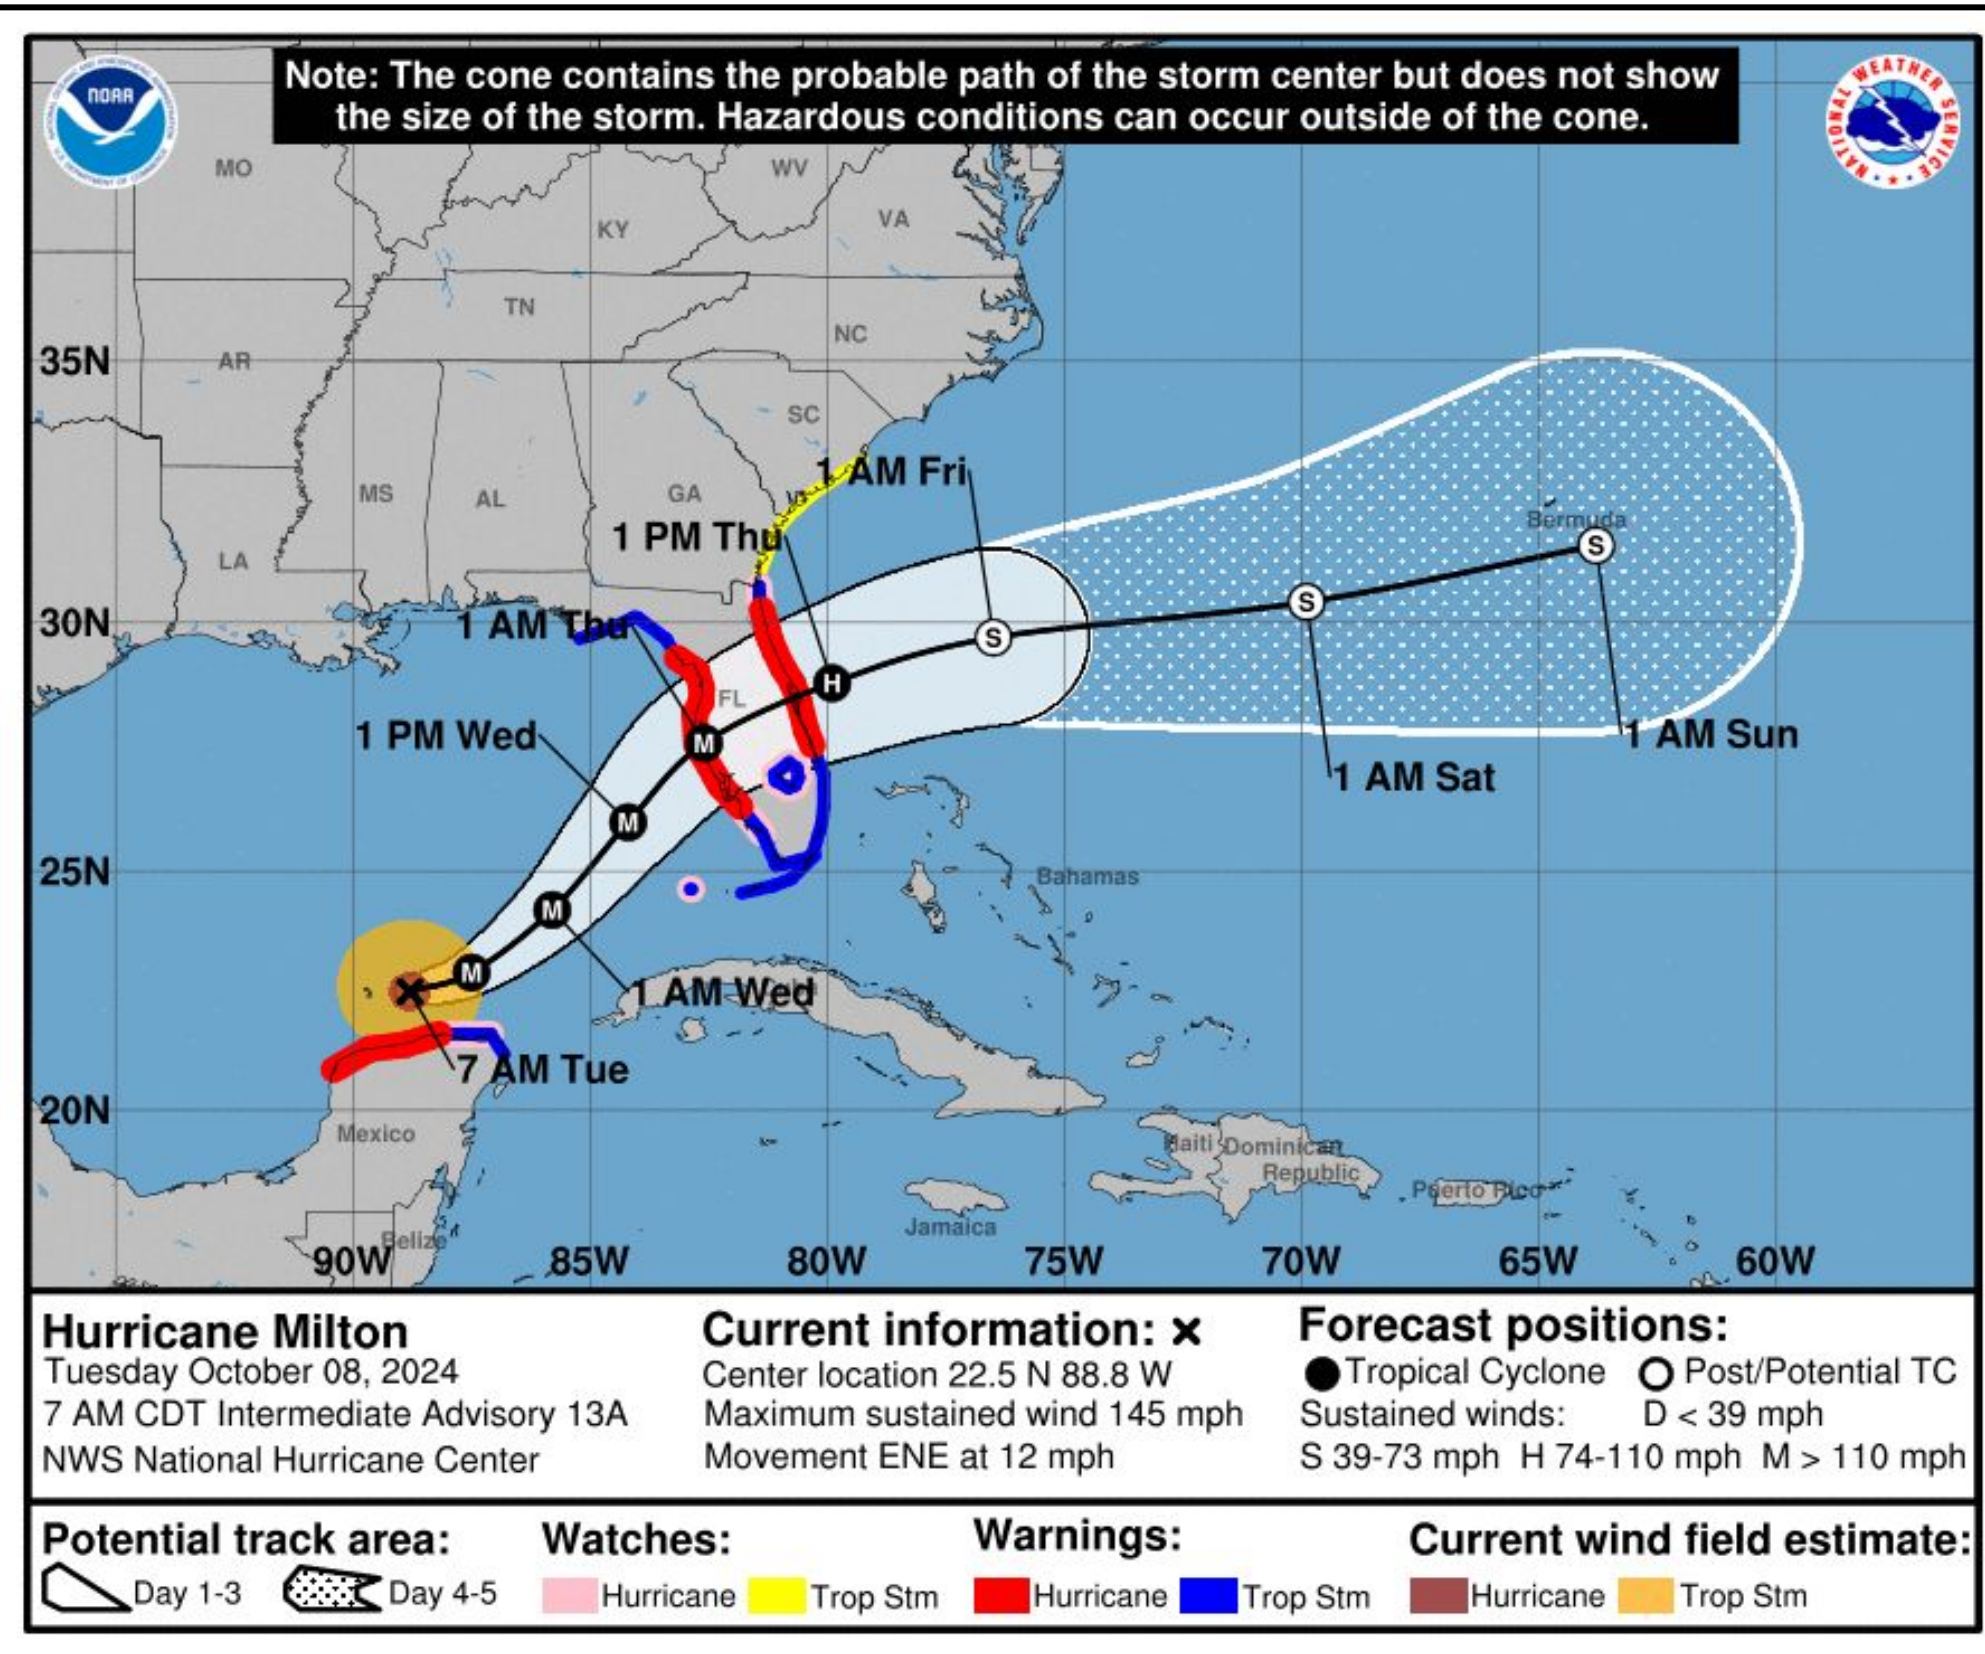 Note: The cone contains the probable path of the storm center but does not show
the size of the storm. Hazardous conditions can occur outside of the cone.
NOAA
NATIONAL WEATHER SERVICE
MO
WV
KY
VA
TN
NC
35N
AR
SC
1 AM Fri
MS
AL
GA
1 PM Thu
Bermuda
LA
30N
1 AM Thu
FL
1 PM Wed
1 AM Sun
1 AM Sat
25N
Bahamas
1 AM Wed
7 AM Tue
20N
Mexico
Haiti
Dominican
Republic
Puerto Rico
Jamaica
Belize
90W 85W 80W 75W 70W 65W 60W
S
S
S
H
M
M
M
M
Hurricane Milton
Tuesday October 08, 2024
7 AM CDT Intermediate Advisory 13A
NWS National Hurricane Center
Current information: ×
Center location 22.5 N 88.8 W
Maximum sustained wind 145 mph
Movement ENE at 12 mph
Forecast positions:
Tropical Cyclone Post/Potential TC
Sustained winds: D < 39 mph
S 39-73 mph H 74-110 mph M > 110 mph
Potential track area:
Day 1-3 Day 4-5
Watches:
Hurricane Trop Stm
Warnings:
Hurricane Trop Stm
Current wind field estimate:
Hurricane Trop Stm